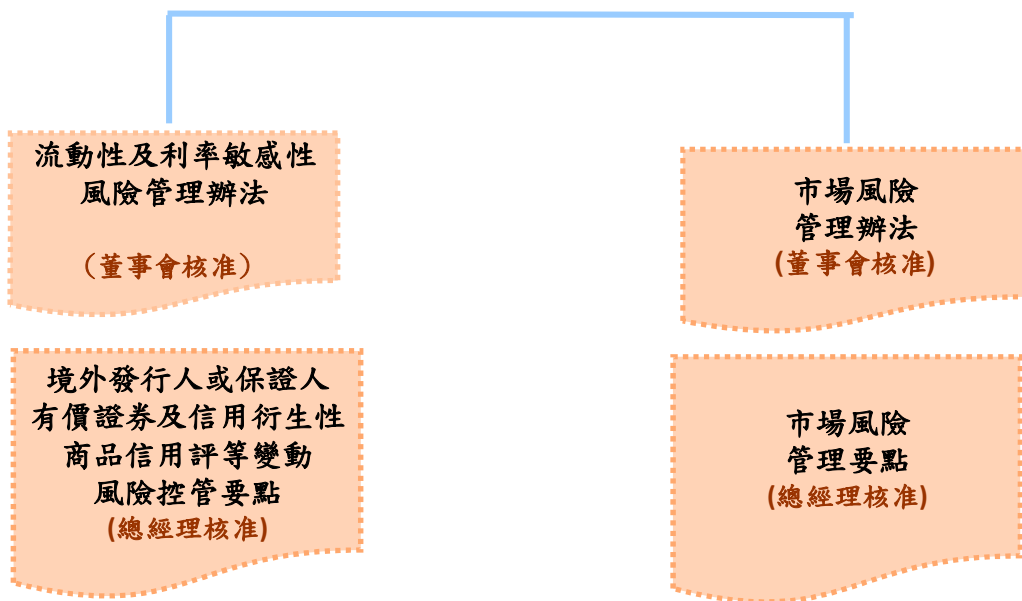 流動性及利率敏感性
風險管理辦法
（董事會核准）
市場風險
管理辦法
(董事會核准)
境外發行人或保證人
有價證券及信用衍生性
商品信用評等變動
風險控管要點
(總經理核准)
市場風險
管理要點
(總經理核准)